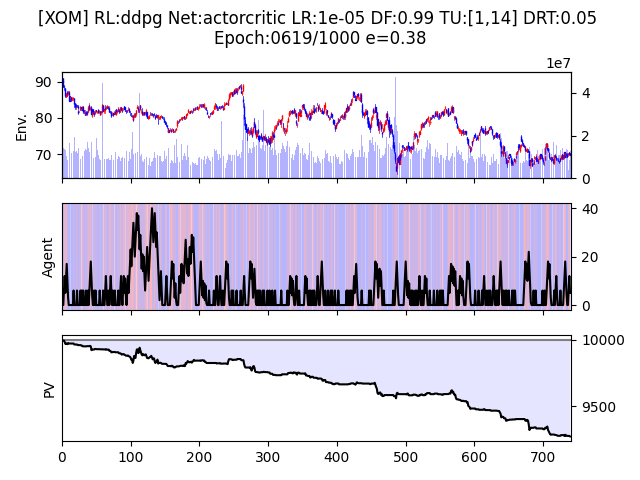 [XOM] RL:ddpg Net:actorcritic LR:1e-05 DF:0.99 TU:[1,14] DRT:0.05
Epoch:0619/1000 e=0.38
1e7
90
80
70
Env.
4
2
0
Agent
40
20
0
PV
10000
9500
0 100 200 300 400 500 600 700